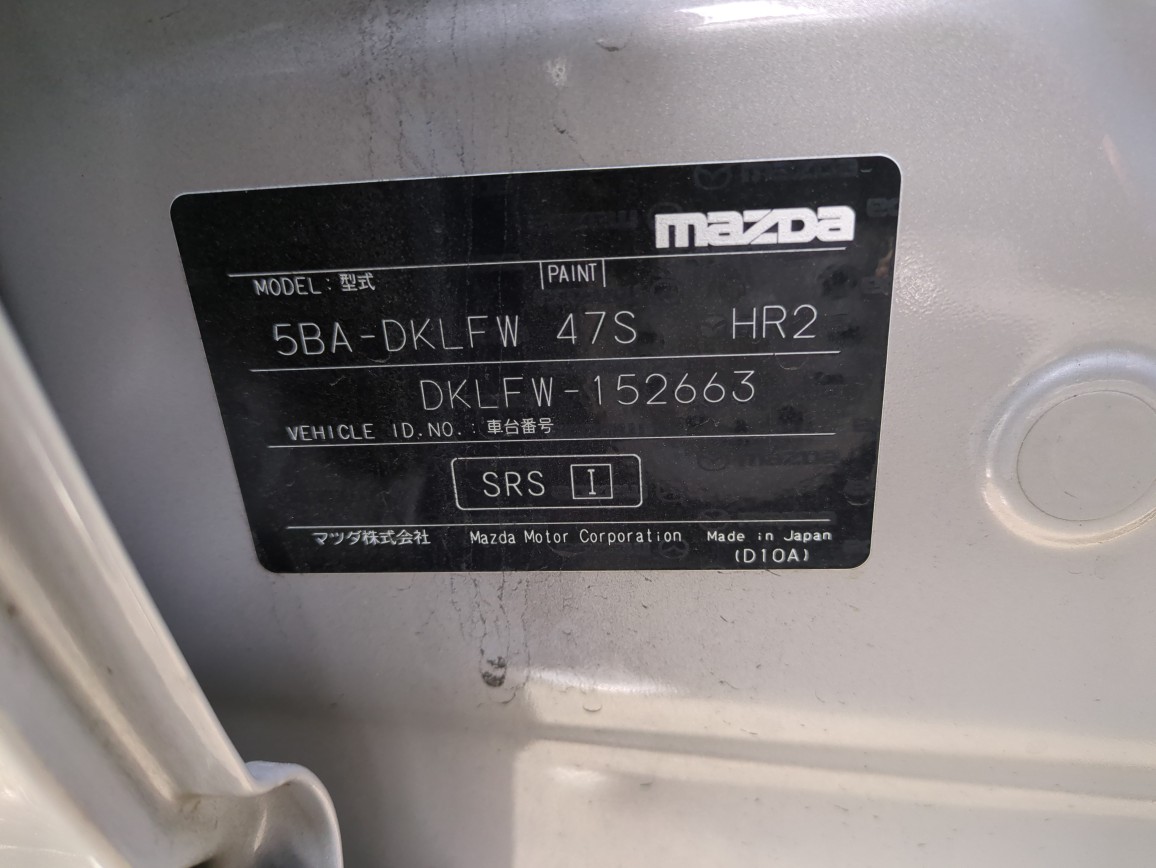 mazda
MODEL：型式 PAINT
5BA-DKLFW 47S HR2
DKLFW-152663
VEHICLE ID.NO.：車台番号
SRS I
マツダ株式会社 Mazda Motor Corporation Made in Japan
(D10A)